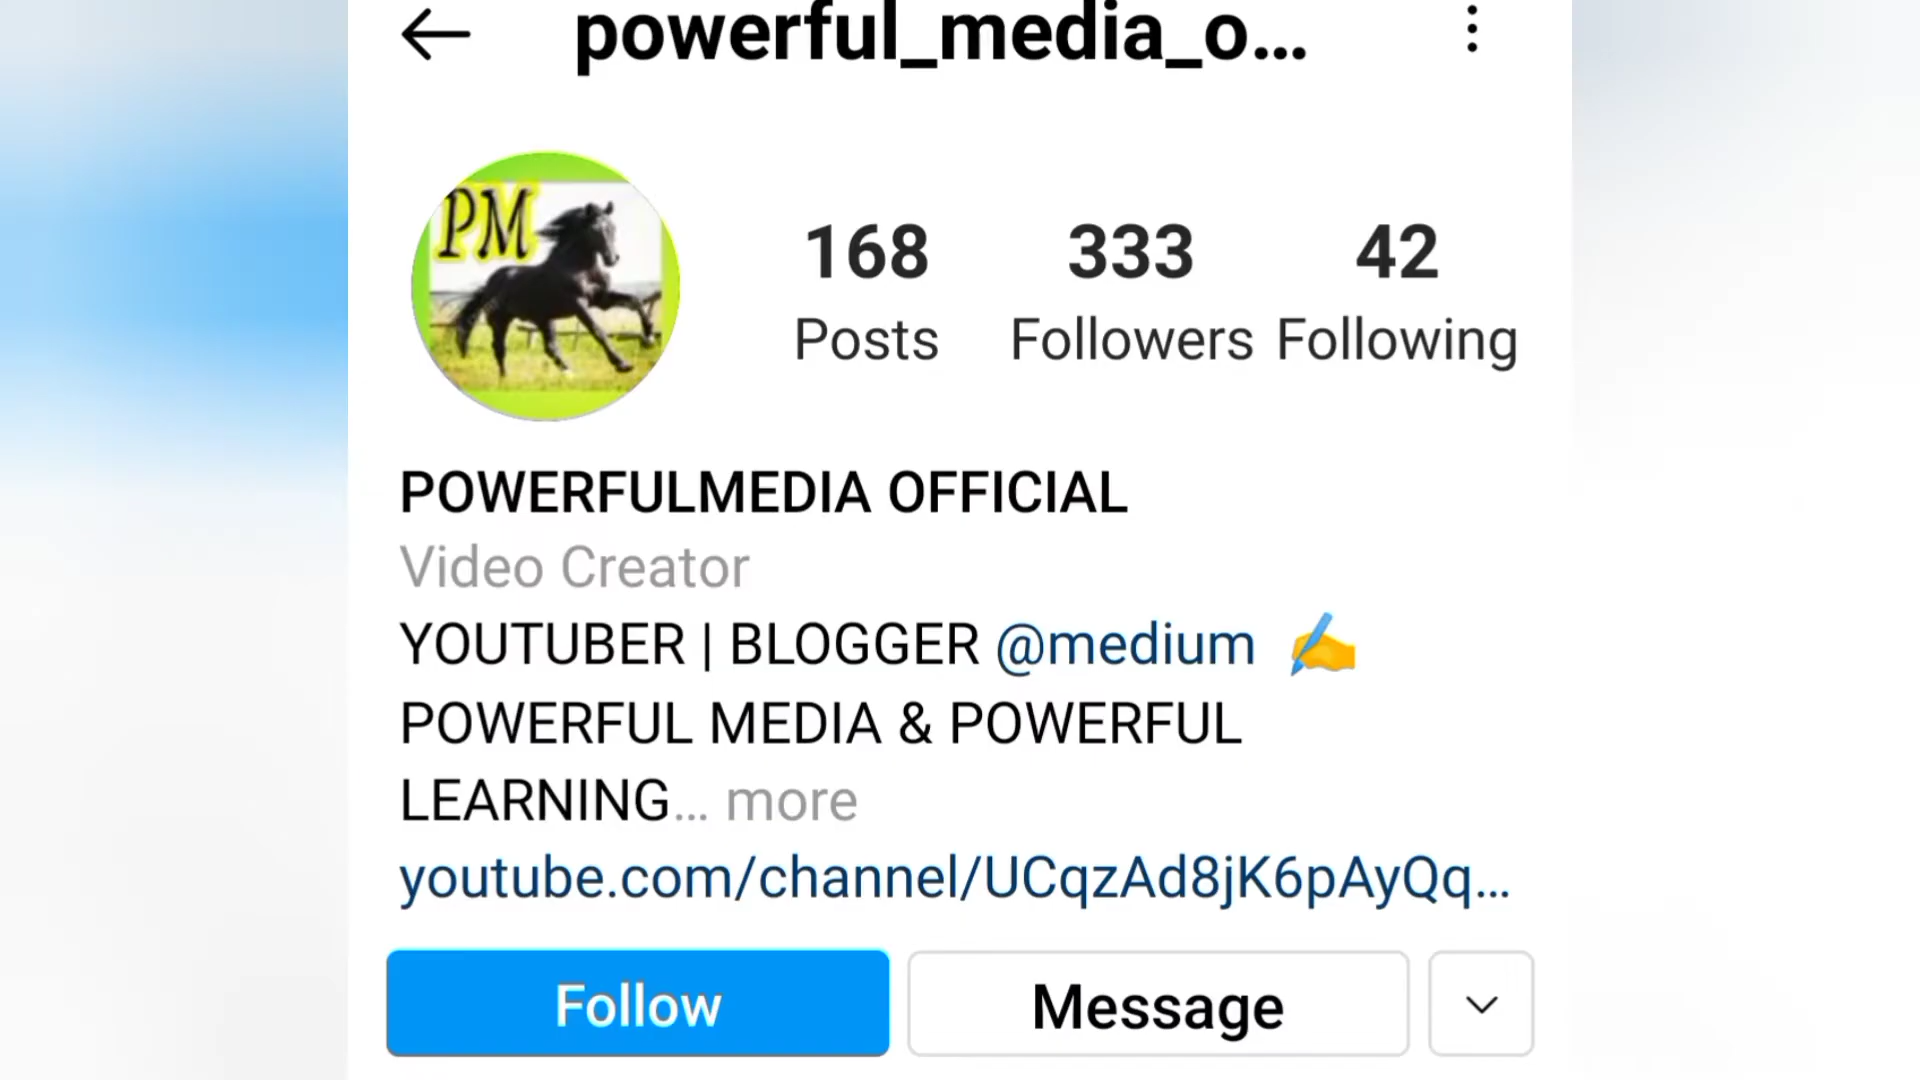 powerful_media_o...
PM
168 333 42
Posts Followers Following
POWERFULMEDIA OFFICIAL
Video Creator
YOUTUBER | BLOGGER @medium ✍️
POWERFUL MEDIA & POWERFUL
LEARNING... more
youtube.com/channel/UCqzAd8jK6pAyQq...
Follow Message